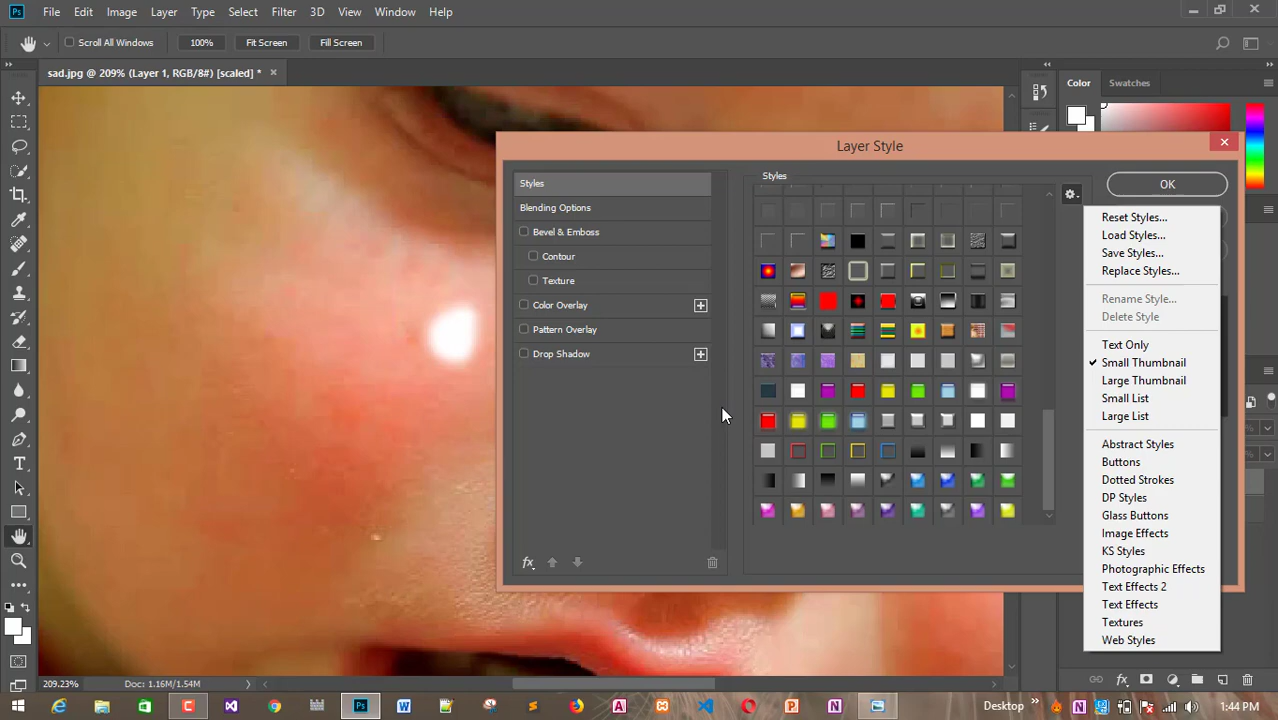 Ps File Edit Image Layer Type Select Filter 3D View Window Help
Scroll All Windows 100% Fit Screen Fill Screen
sad.jpg @ 209% (Layer 1, RGB/8#) [scaled] *
Color Swatches
Layer Style
Styles
Blending Options
Bevel & Emboss
Contour
Texture
Color Overlay
Pattern Overlay
Drop Shadow
fx
Styles
OK
Reset Styles...
Load Styles...
Save Styles...
Replace Styles...
Rename Style...
Delete Style
Text Only
Small Thumbnail
Large Thumbnail
Small List
Large List
Abstract Styles
Buttons
Dotted Strokes
DP Styles
Glass Buttons
Image Effects
KS Styles
Photographic Effects
Text Effects 2
Text Effects
Textures
Web Styles
209.23% Doc: 1.16M/1.54M
fx
Desktop
1:44 PM